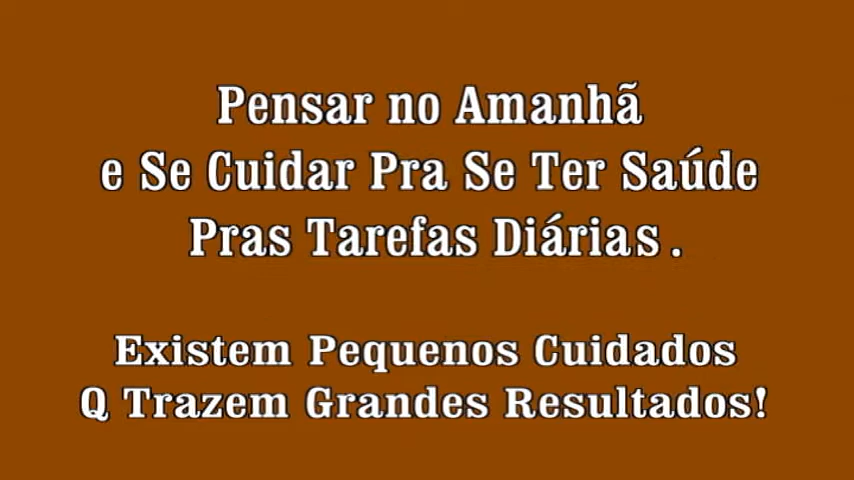 Pensar no Amanhã
e Se Cuidar Pra Se Ter Saúde
Pras Tarefas Diárias .
Existem Pequenos Cuidados
Q Trazem Grandes Resultados!